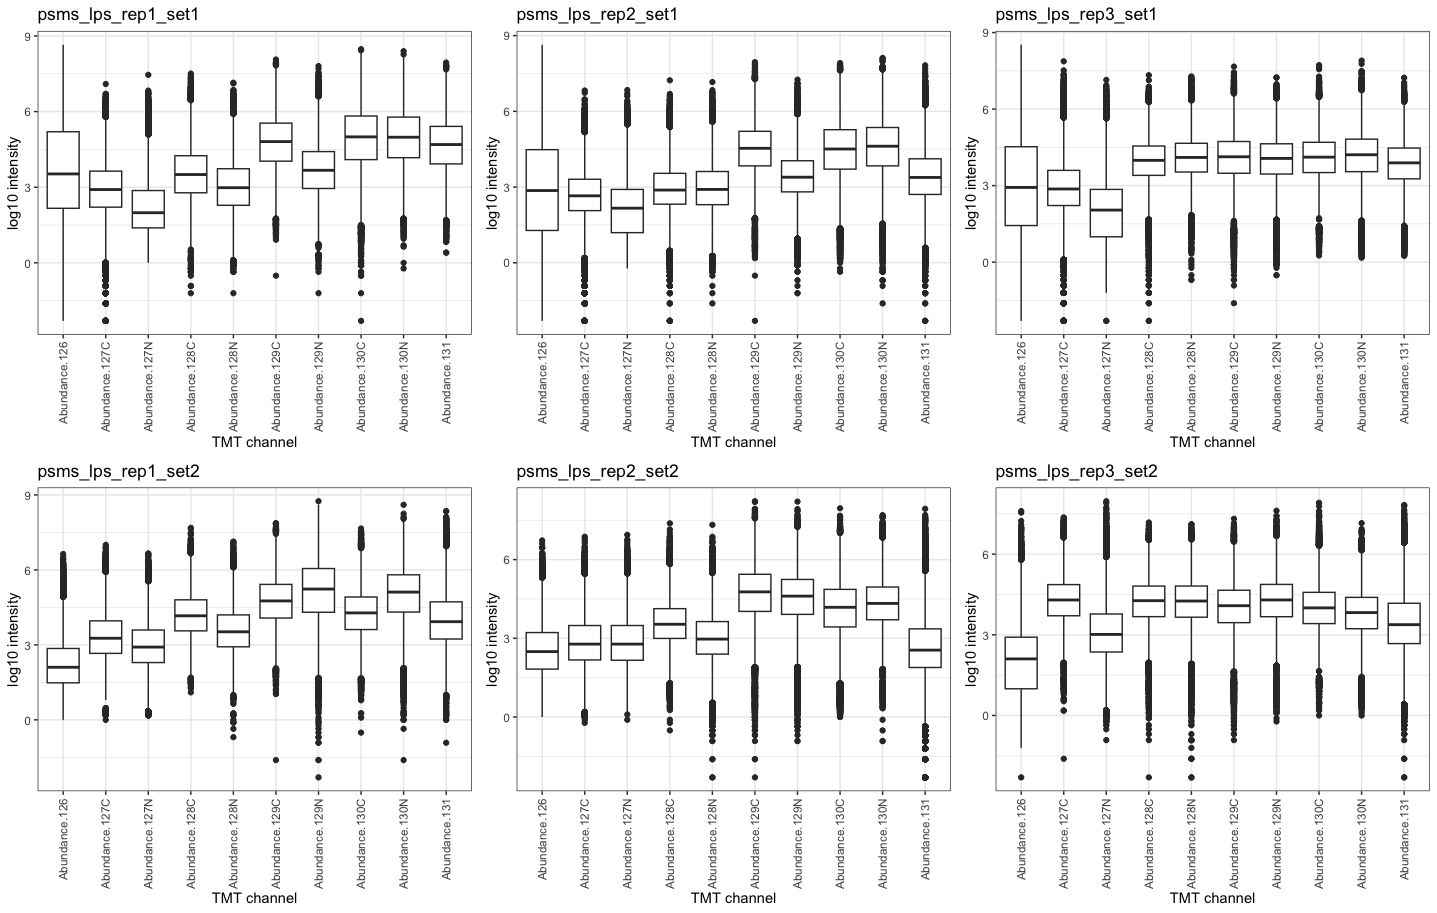 psms_lps_rep1_set1
log10 intensity
9
6
3
0
Abundance.126
Abundance.127C
Abundance.127N
Abundance.128C
Abundance.128N
Abundance.129C
Abundance.129N
Abundance.130C
Abundance.130N
Abundance.131
TMT channel
psms_lps_rep2_set1
log10 intensity
9
6
3
0
Abundance.126
Abundance.127C
Abundance.127N
Abundance.128C
Abundance.128N
Abundance.129C
Abundance.129N
Abundance.130C
Abundance.130N
Abundance.131
TMT channel
psms_lps_rep3_set1
log10 intensity
9
6
3
0
Abundance.126
Abundance.127C
Abundance.127N
Abundance.128C
Abundance.128N
Abundance.129C
Abundance.129N
Abundance.130C
Abundance.130N
Abundance.131
TMT channel
psms_lps_rep1_set2
log10 intensity
9
6
3
0
Abundance.126
Abundance.127C
Abundance.127N
Abundance.128C
Abundance.128N
Abundance.129C
Abundance.129N
Abundance.130C
Abundance.130N
Abundance.131
TMT channel
psms_lps_rep2_set2
log10 intensity
6
3
0
Abundance.126
Abundance.127C
Abundance.127N
Abundance.128C
Abundance.128N
Abundance.129C
Abundance.129N
Abundance.130C
Abundance.130N
Abundance.131
TMT channel
psms_lps_rep3_set2
log10 intensity
6
3
0
Abundance.126
Abundance.127C
Abundance.127N
Abundance.128C
Abundance.128N
Abundance.129C
Abundance.129N
Abundance.130C
Abundance.130N
Abundance.131
TMT channel